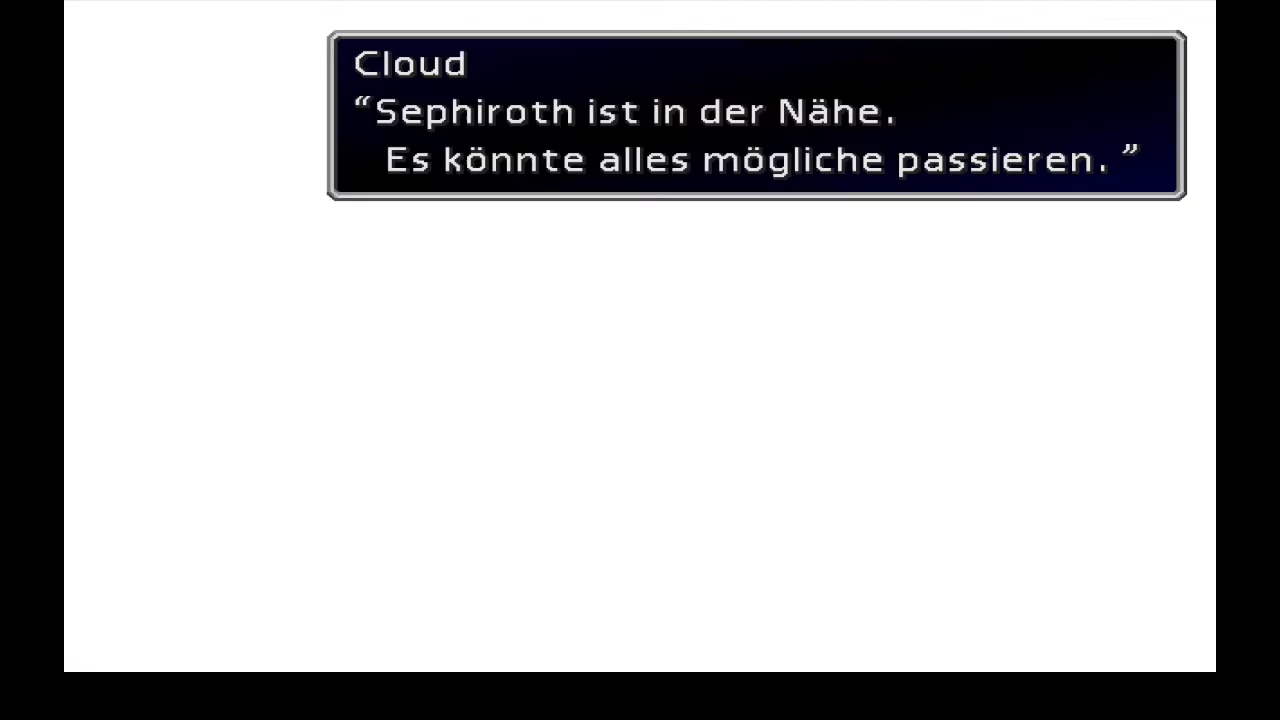 Cloud
“Sephiroth ist in der Nähe.
Es könnte alles mögliche passieren. ”